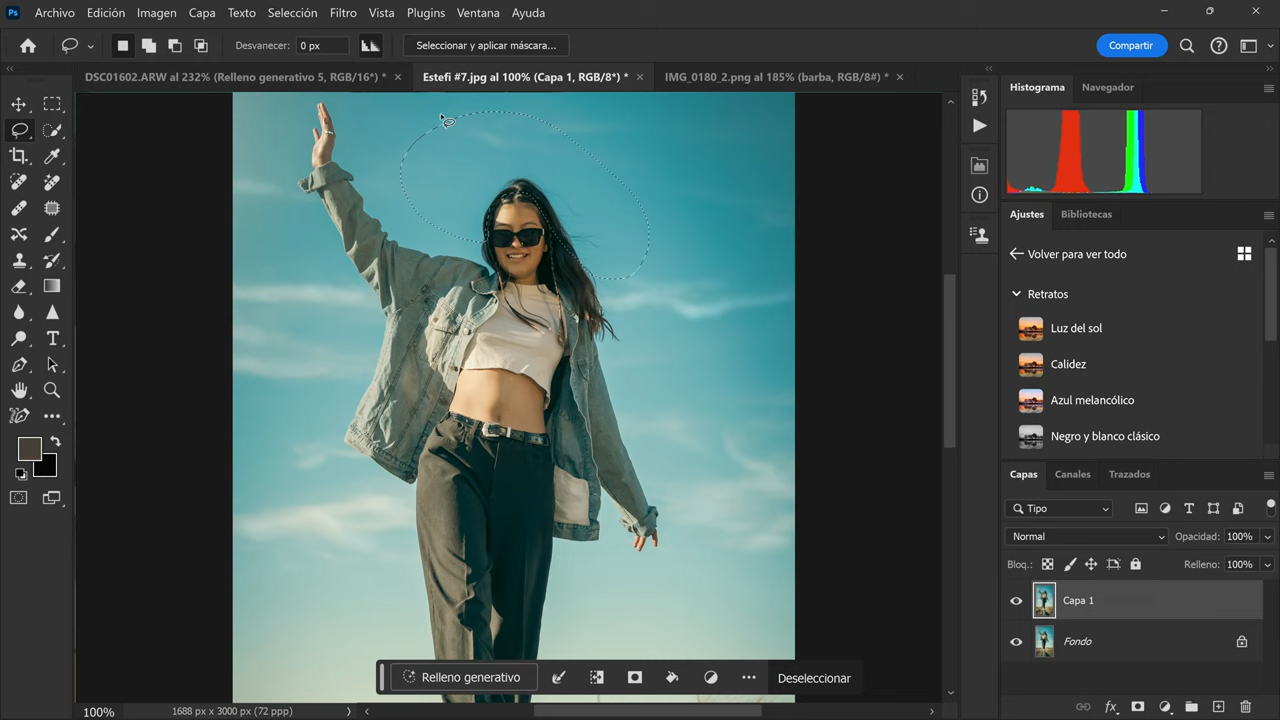 Ps Archivo Edición Imagen Capa Texto Selección Filtro Vista Plugins Ventana Ayuda
Desvanecer: 0 px Seleccionar y aplicar máscara... Compartir
DSC01602.ARW al 232% (Relleno generativo 5, RGB/16*) * Estefi #7.jpg al 100% (Capa 1, RGB/8*) * IMG_0180_2.png al 185% (barba, RGB/8#) *
Histograma Navegador
Ajustes Bibliotecas
Volver para ver todo
Retratos
Luz del sol
Calidez
Azul melancólico
Negro y blanco clásico
Capas Canales Trazados
Tipo
Normal Opacidad: 100%
Bloq.: Relleno: 100%
Capa 1
Fondo
Relleno generativo Deseleccionar
100% 1688 px x 3000 px (72 ppp)